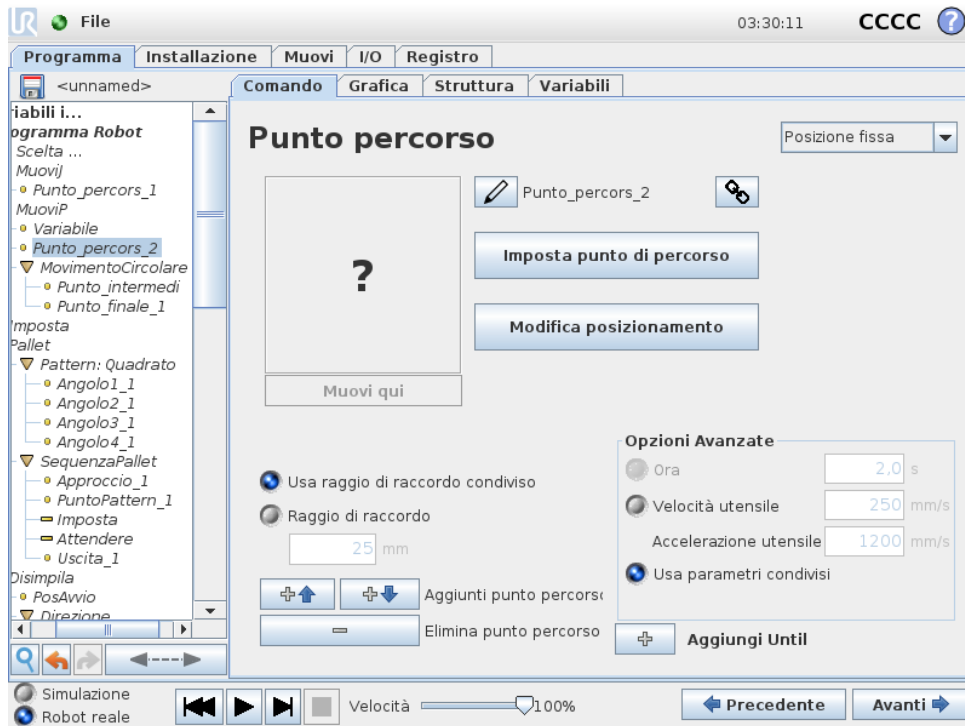 UR File 03:30:11 CCCC ?
Programma Installazione Muovi I/O Registro
<unnamed>
Comando Grafica Struttura Variabili
riabili i...
ogramma Robot
Scelta ...
MuoviJ
Punto_percors_1
MuoviP
Variabile
Punto_percors_2
MovimentoCircolare
Punto_intermedi
Punto_finale_1
Imposta
Pallet
Pattern: Quadrato
Angolo1_1
Angolo2_1
Angolo3_1
Angolo4_1
SequenzaPallet
Approccio_1
PuntoPattern_1
Imposta
Attendere
Uscita_1
Disimpila
PosAvvio
Direzione
Punto percorso
Posizione fissa
?
Punto_percors_2
Imposta punto di percorso
Modifica posizionamento
Muovi qui
Usa raggio di raccordo condiviso
Raggio di raccordo
25 mm
Aggiunti punto percorso
Elimina punto percorso
Opzioni Avanzate
Ora 2,0 s
Velocità utensile 250 mm/s
Accelerazione utensile 1200 mm/s
Usa parametri condivisi
Aggiungi Until
Simulazione
Robot reale
Velocità 100%
Precedente
Avanti